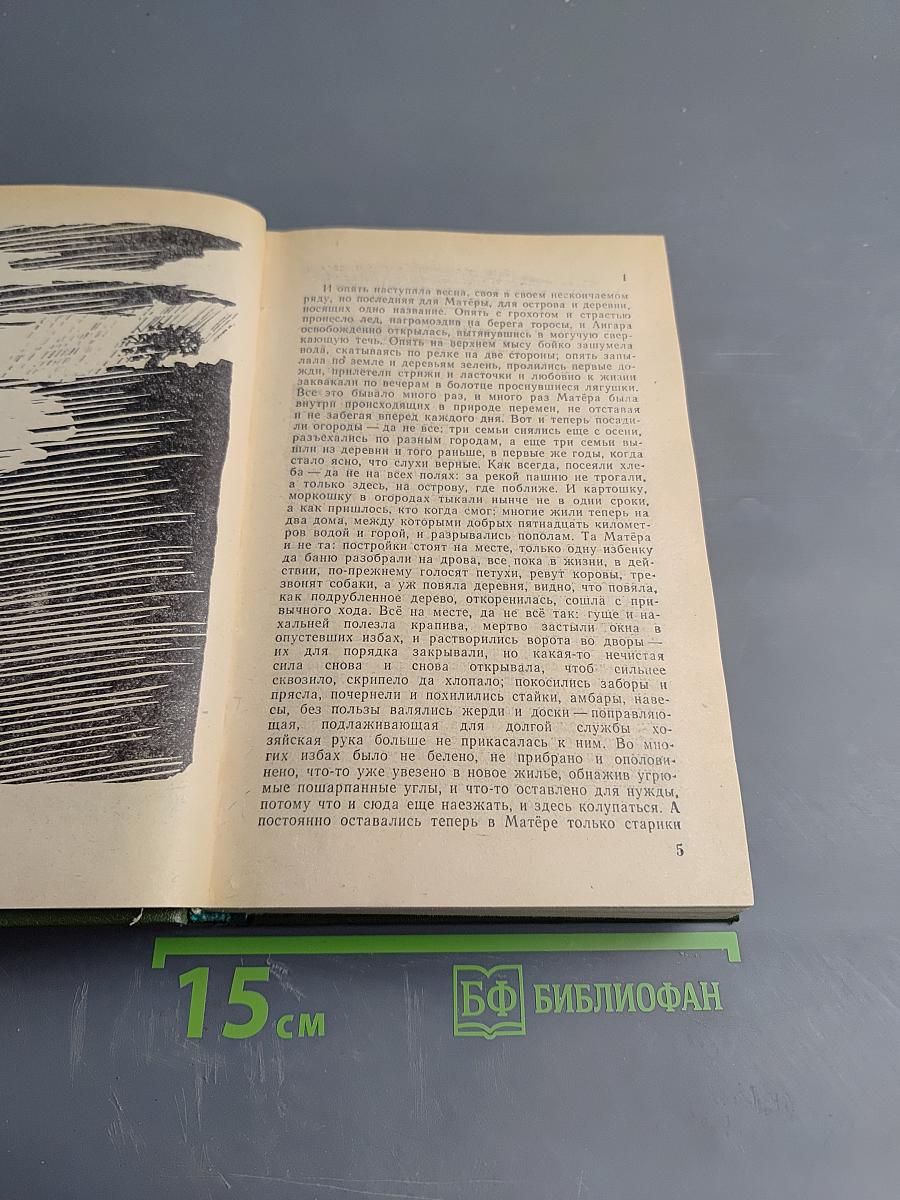 1
И опять наступила весна, своя в своем нескончаемом
ряду, но последняя для Матёры, для острова и деревни,
носящих одно название. Опять с грохотом и страстью
пронесло лед, нагромоздив на берега торосы, и Ангара
освобожденно открылась, вытянувшись в могучую свер-
кающую течь. Опять на верхнем мысу бойко зашумела
вода, скатываясь по релке на две стороны; опять запы-
лала по земле и деревьям зелень, пролились первые до-
жди, прилетели стрижи и ласточки и любовно к жизни
заквакали по вечерам в болотце проснувшиеся лягушки.
Все это бывало много раз, и много раз Матёра была
внутри происходящих в природе перемен, не отставая
и не забегая вперед каждого дня. Вот и теперь посади-
ли огороды — да не все: три семьи снялись еще с осени,
разъехались по разным городам, а еще три семьи вы-
шли из деревни и того раньше, в первые же годы, когда
стало ясно, что слухи верные. Как всегда, посеяли хле-
ба — да не на всех полях: за рекой пашню не трогали,
а только здесь, на острову, где поближе. И картошку,
моркошку в огородах тыкали нынче не в одни сроки,
а как пришлось, кто когда смог: многие жили теперь на
два дома, между которыми добрых пятнадцать километ-
ров водой и горой, и разрывались пополам. Та Матёра
и не та: постройки стоят на месте, только одну избенку
да баню разобрали на дрова, все пока в жизни, в дей-
ствии, по-прежнему голосят петухи, ревут коровы, тре-
звонят собаки, а уж повяла деревня, видно, что повяла,
как подрубленное дерево, откоренилась, сошла с при-
вычного хода. Всё на месте, да не всё так: гуще и на-
хальней полезла крапива, мертво застыли окна в
опустевших избах, и растворились ворота во дворы —
их для порядка закрывали, но какая-то нечистая
сила снова и снова открывала, чтоб сильнее
сквозило, скрипело да хлопало; покосились заборы и
прясла, почернели и похилились стайки, амбары, наве-
сы, без пользы валялись жерди и доски — поправляю-
щая, подлаживающая для долгой службы хо-
зяйская рука больше не прикасалась к ним. Во мно-
гих избах было не белено, не прибрано и ополови-
нено, что-то уже увезено в новое жилье, обнажив угрю-
мые пошарпанные углы, и что-то оставлено для нужды,
потому что и сюда еще наезжать, и здесь колупаться. А
постоянно оставались теперь в Матёре только старики
5
15 см
БФ БИБЛИОФАН